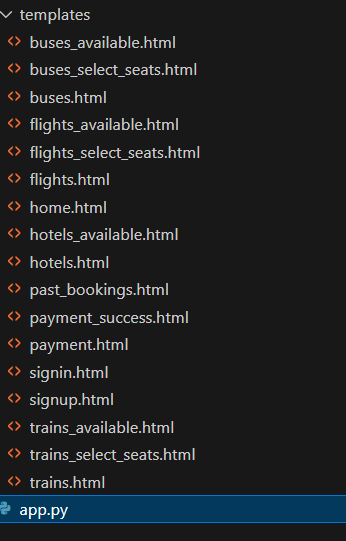 templates
buses_available.html
buses_select_seats.html
buses.html
flights_available.html
flights_select_seats.html
flights.html
home.html
hotels_available.html
hotels.html
past_bookings.html
payment_success.html
payment.html
signin.html
signup.html
trains_available.html
trains_select_seats.html
trains.html
app.py